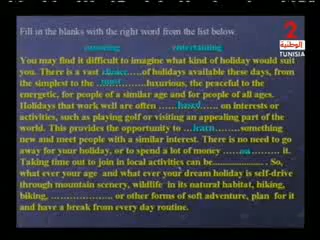 2
الوطنية
TUNISIA
Fill in the blanks with the right word from the list below.
entertaining
You may find it difficult to imagine what kind of holiday would suit
you. There is a vast choice…..of holidays available these days, from
the simplest to the …most…….luxurious, the peaceful to the
energetic, for people of a similar age and for people of all ages.
Holidays that work well are often ……based….. on interests or
activities, such as playing golf or visiting an appealing part of the
world. This provides the opportunity to …learn……..something
new and meet people with a similar interest. There is no need to go
away for your holiday, or to spend a lot of money ……on……… it.
Taking time out to join in local activities can be.................. . So,
what ever your age and what ever your dream holiday is self-drive
through mountain scenery, wildlife in its natural habitat, hiking,
biking, ……………….. or other forms of soft adventure, plan for it
and have a break from every day routine.